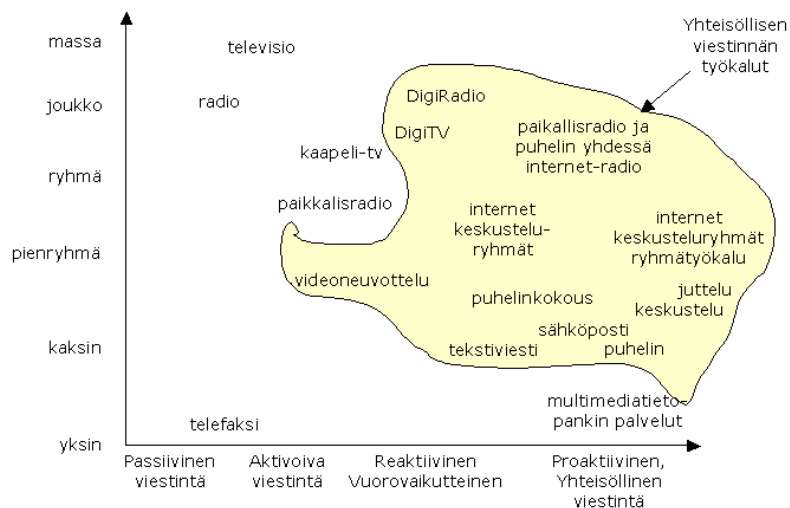 Yhteisöllisen
viestinnän
työkalut
massa
televisio
joukko
radio
DigiRadio
DigiTV
paikallisradio ja
puhelin yhdessä
internet-radio
kaapeli-tv
ryhmä
paikkalisradio
internet
keskustelu-
ryhmät
internet
keskusteluryhmät
ryhmätyökalu
pienryhmä
videoneuvottelu
puhelinkokous
juttelu
keskustelu
sähköposti
kaksin
tekstiviesti
puhelin
multimediatieto-
pankin palvelut
telefaksi
yksin
Passiivinen
viestintä
Aktivoiva
viestintä
Reaktiivinen
Vuorovaikutteinen
Proaktiivinen,
Yhteisöllinen
viestintä